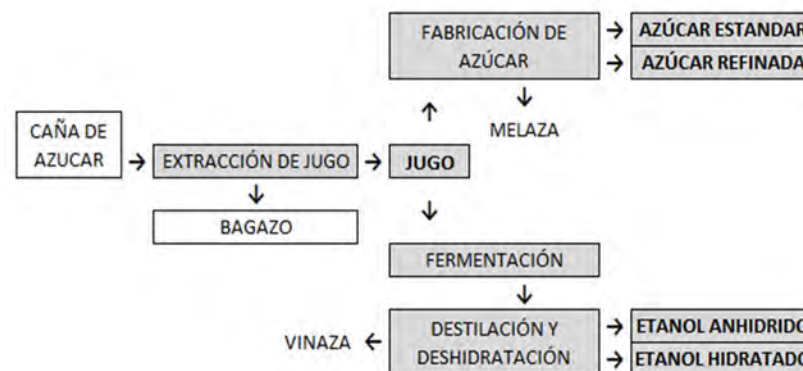 FABRICACIÓN DE
AZÚCAR
AZÚCAR ESTANDAR
AZÚCAR REFINADA
MELAZA
CAÑA DE
AZUCAR
EXTRACCIÓN DE JUGO
JUGO
BAGAZO
FERMENTACIÓN
VINAZA
DESTILACIÓN Y
DESHIDRATACIÓN
ETANOL ANHIDRIDO
ETANOL HIDRATADO